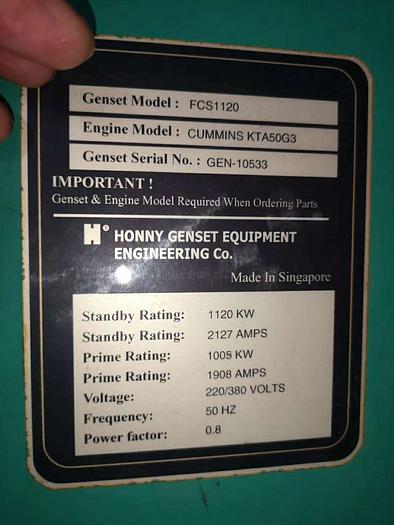 Genset Model : FCS1120
Engine Model : CUMMINS KTA50G3
Genset Serial No. : GEN-10533
IMPORTANT !
Genset & Engine Model Required When Ordering Parts
H° HONNY GENSET EQUIPMENT
ENGINEERING Co.
Made In Singapore
Standby Rating: 1120 KW
Standby Rating: 2127 AMPS
Prime Rating: 1005 KW
Prime Rating: 1908 AMPS
Voltage: 220/380 VOLTS
Frequency: 50 HZ
Power factor: 0.8